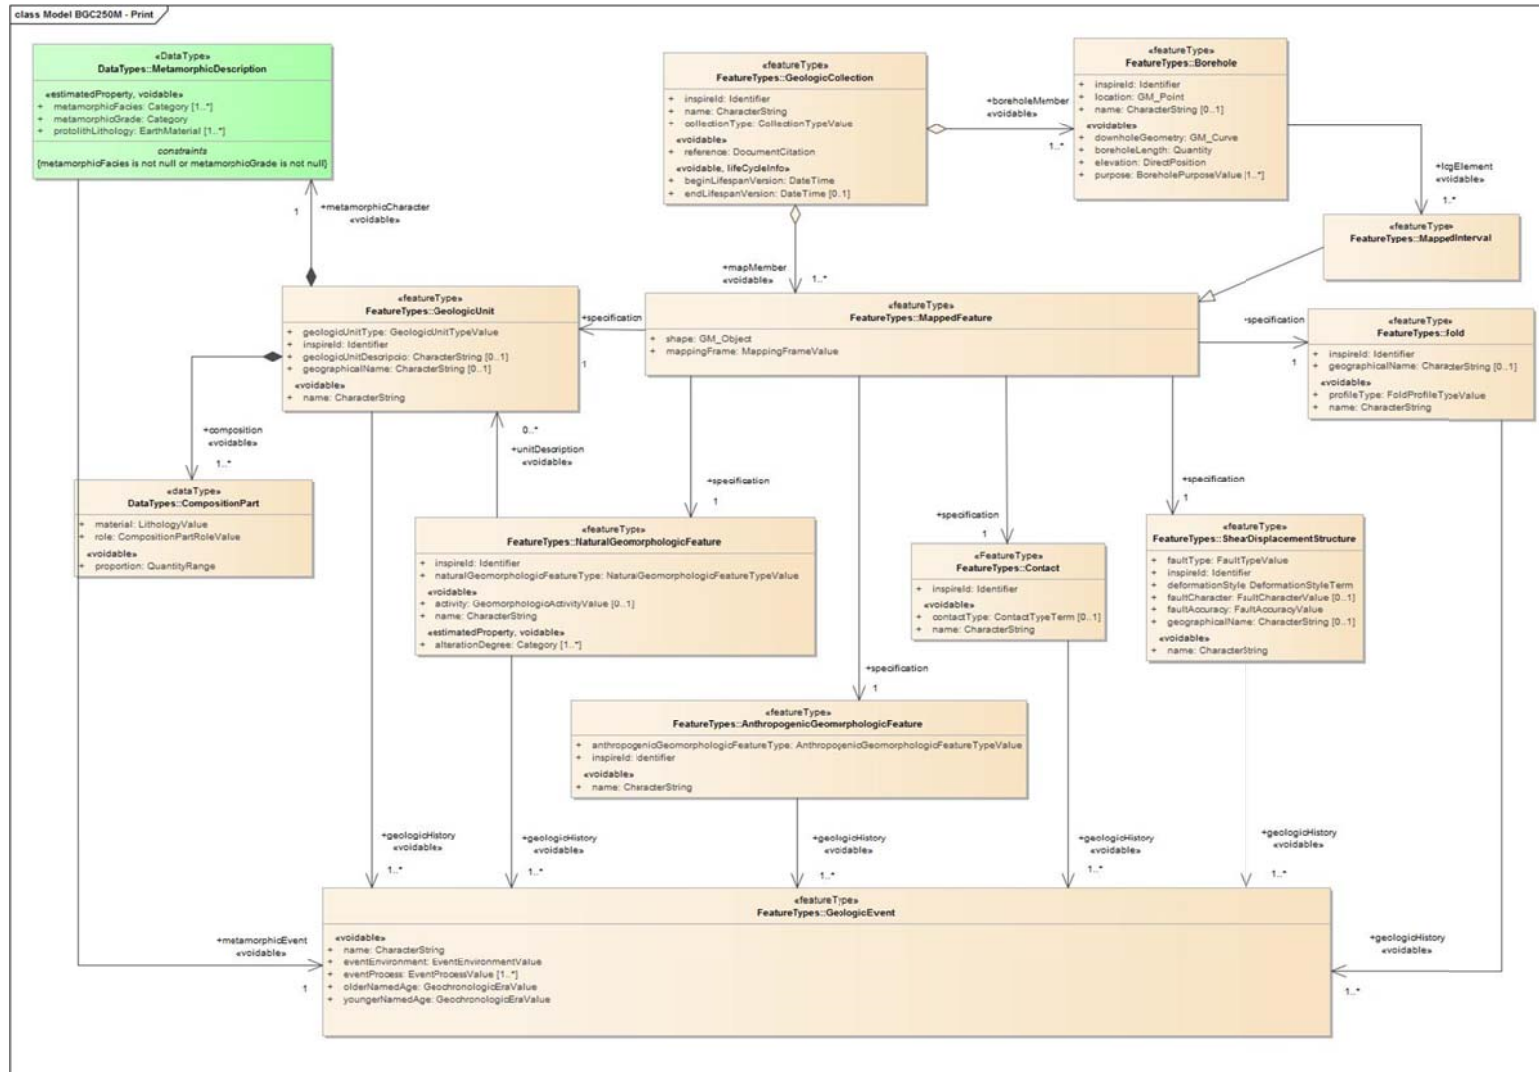 class Model BGC250M - Print
«DataType»
DataTypes::MetamorphicDescription
«estimatedProperty, voidable»
+ metamorphicFacies: Category [1..*]
+ metamorphicGrade: Category
+ protolithLithology: EarthMaterial [1..*]
constraints
{metamorphicFacies is not null or metamorphicGrade is not null}
«featureType»
FeatureTypes::GeologicCollection
+ inspireId: Identifier
+ name: CharacterString
+ collectionType: CollectionTypeValue
«voidable»
+ reference: DocumentCitation
«voidable, lifeCycleInfo»
+ beginLifespanVersion: DateTime
+ endLifespanVersion: DateTime [0..1]
+boreholeMember
«voidable»
1..*
«featureType»
FeatureTypes::Borehole
+ inspireId: Identifier
+ location: GM_Point
+ name: CharacterString [0..1]
«voidable»
+ downholeGeometry: GM_Curve
+ boreholeLength: Quantity
+ elevation: DirectPosition
+ purpose: BoreholePurposeValue [1..*]
+logElement
«voidable»
1..*
«featureType»
FeatureTypes::MappedInterval
1
+metamorphicCharacter
«voidable»
+mapMember
«voidable»
1..*
«featureType»
FeatureTypes::GeologicUnit
+ geologicUnitType: GeologicUnitTypeValue
+ inspireId: Identifier
+ geologicUnitDescripcio: CharacterString [0..1]
+ geographicalName: CharacterString [0..1]
«voidable»
+ name: CharacterString
+specification
1
«featureType»
FeatureTypes::MappedFeature
+ shape: GM_Object
+ mappingFrame: MappingFrameValue
+specification
1
«featureType»
FeatureTypes::Fold
+ inspireId: Identifier
+ geographicalName: CharacterString [0..1]
«voidable»
+ profileType: FoldProfileTypeValue
+ name: CharacterString
+composition
«voidable»
1..*
0..*
+unitDescription
«voidable»
«dataType»
DataTypes::CompositionPart
+ material: LithologyValue
+ role: CompositionPartRoleValue
«voidable»
+ proportion: QuantityRange
+specification
1
«featureType»
FeatureTypes::NaturalGeomorphologicFeature
+ inspireId: Identifier
+ naturalGeomorphologicFeatureType: NaturalGeomorphologicFeatureTypeValue
«voidable»
+ activity: GeomorphologicActivityValue [0..1]
+ name: CharacterString
«estimatedProperty, voidable»
+ alterationDegree: Category [1..*]
+specification
1
«FeatureType»
FeatureTypes::Contact
+ inspireId: Identifier
«voidable»
+ contactType: ContactTypeTerm [0..1]
+ name: CharacterString
+specification
1
«featureType»
FeatureTypes::ShearDisplacementStructure
+ faultType: FaultTypeValue
+ inspireId: Identifier
+ deformationStyle DeformationStyleTerm
+ faultCharacter: FaultCharacterValue [0..1]
+ faultAccuracy: FaultAccuracyValue
+ geographicalName: CharacterString [0..1]
«voidable»
+ name: CharacterString
+specification
1
«featureType»
FeatureTypes::AnthropogenicGeomorphologicFeature
+ anthropogenicGeomorphologicFeatureType: AnthropogenicGeomorphologicFeatureTypeValue
+ inspireId: Identifier
«voidable»
+ name: CharacterString
+geologicHistory
«voidable»
1..*
+geologicHistory
«voidable»
1..*
+geologicHistory
«voidable»
1..*
+geologicHistory
«voidable»
1..*
+geologicHistory
«voidable»
1..*
«featureType»
FeatureTypes::GeologicEvent
«voidable»
+ name: CharacterString
+ eventEnvironment: EventEnvironmentValue
+ eventProcess: EventProcessValue [1..*]
+ olderNamedAge: GeochronologicEraValue
+ youngerNamedAge: GeochronologicEraValue
+metamorphicEvent
«voidable»
1
+geologicHistory
«voidable»
1..*